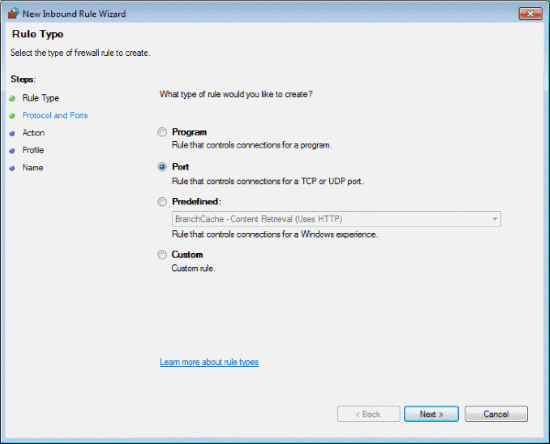 New Inbound Rule Wizard
Rule Type
Select the type of firewall rule to create.
Steps:
Rule Type
Protocol and Ports
Action
Profile
Name
What type of rule would you like to create?
Program
Rule that controls connections for a program.
Port
Rule that controls connections for a TCP or UDP port.
Predefined:
BranchCache - Content Retrieval (Uses HTTP)
Rule that controls connections for a Windows experience.
Custom
Custom rule.
Learn more about rule types
< Back
Next >
Cancel